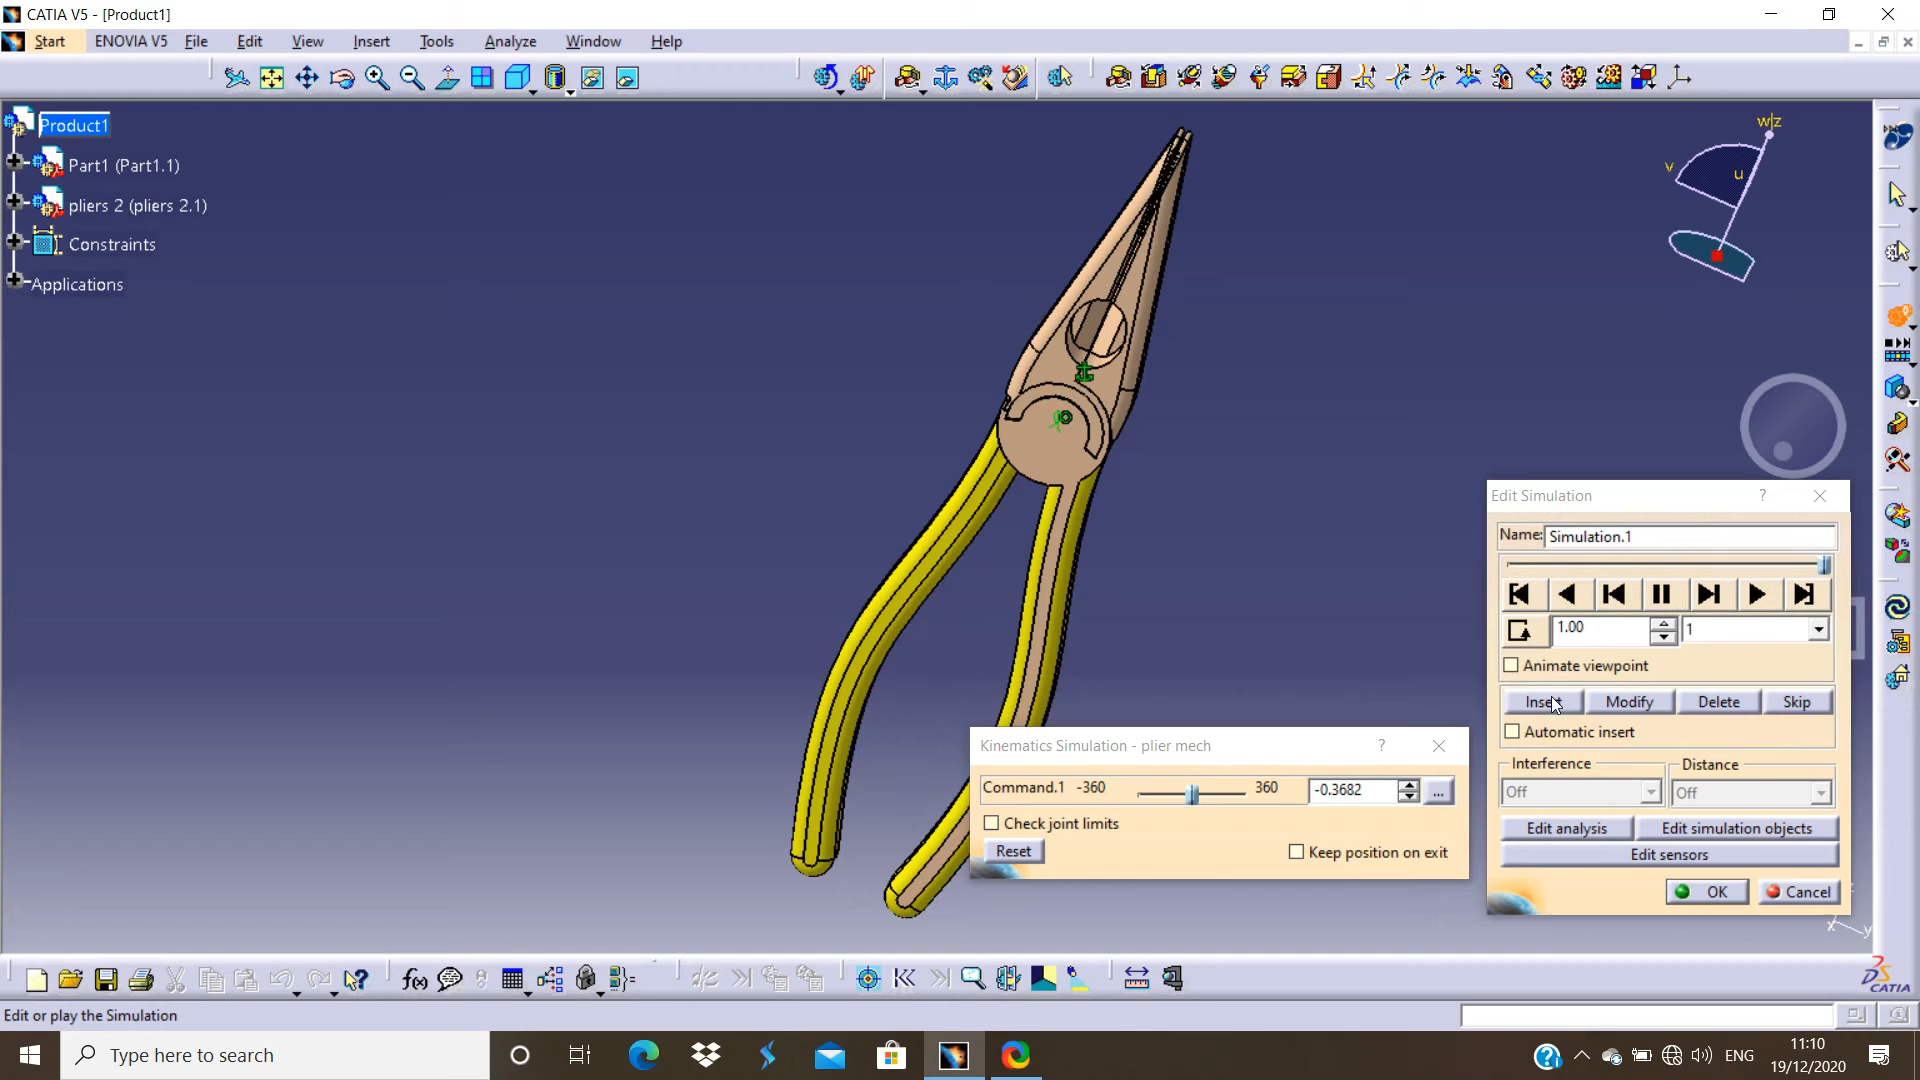 CATIA V5 - [Product1]
Start ENOVIA V5 File Edit View Insert Tools Analyze Window Help
Product1
Part1 (Part1.1)
pliers 2 (pliers 2.1)
Constraints
Applications
w|z
v
u
Edit Simulation ?
Name: Simulation.1
1.00 1
Animate viewpoint
Insert Modify Delete Skip
Automatic insert
Interference Distance
Off Off
Edit analysis Edit simulation objects
Edit sensors
OK Cancel
Kinematics Simulation - plier mech ?
Command.1 -360 360 -0.3682 ...
Check joint limits
Reset Keep position on exit
x y
f(x)
CATIA
Edit or play the Simulation
Type here to search
ENG
11:10
19/12/2020